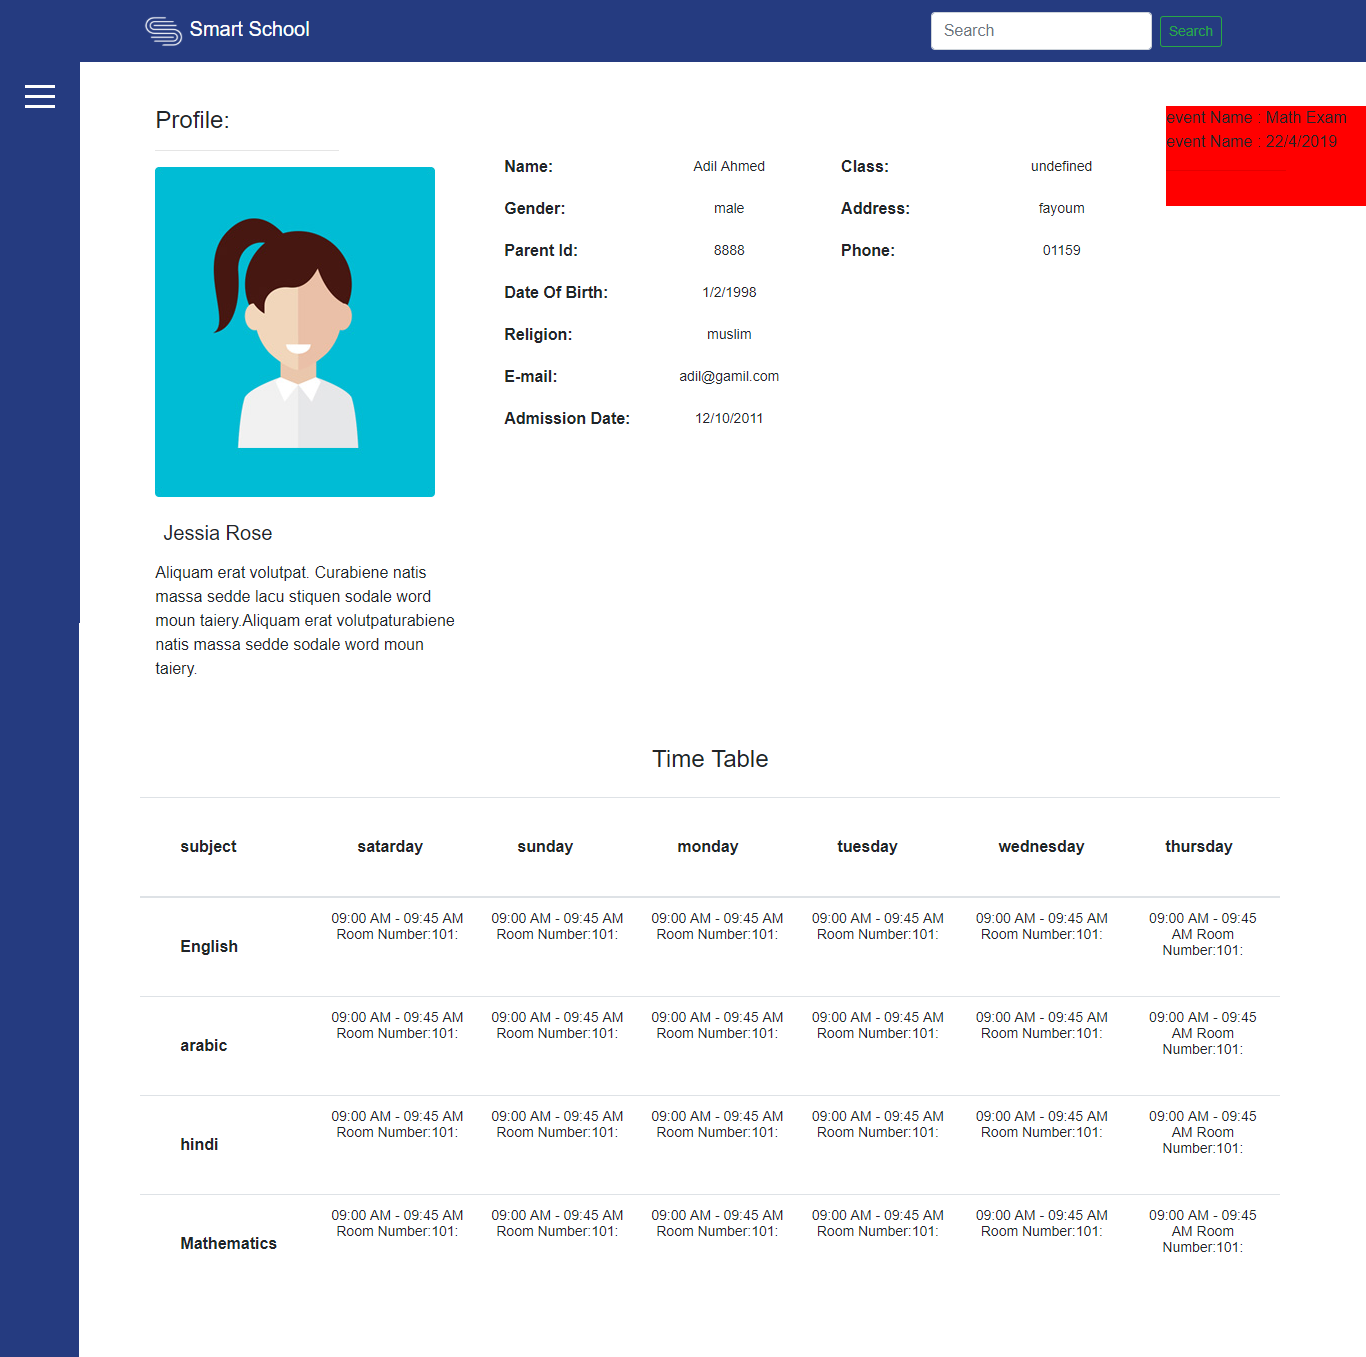 Smart School
Search
Search
Profile:
event Name : Math Exam
event Name : 22/4/2019
Name: Adil Ahmed Class: undefined
Gender: male Address: fayoum
Parent Id: 8888 Phone: 01159
Date Of Birth: 1/2/1998
Religion: muslim
E-mail: adil@gamil.com
Admission Date: 12/10/2011
Jessia Rose
Aliquam erat volutpat. Curabiene natis
massa sedde lacu stiquen sodale word
moun taiery.Aliquam erat volutpaturabiene
natis massa sedde sodale word moun
taiery.
Time Table
subject satarday sunday monday tuesday wednesday thursday
09:00 AM - 09:45 AM 09:00 AM - 09:45 AM 09:00 AM - 09:45 AM 09:00 AM - 09:45 AM 09:00 AM - 09:45 AM 09:00 AM - 09:45
Room Number:101: Room Number:101: Room Number:101: Room Number:101: Room Number:101: AM Room
English Number:101:
09:00 AM - 09:45 AM 09:00 AM - 09:45 AM 09:00 AM - 09:45 AM 09:00 AM - 09:45 AM 09:00 AM - 09:45 AM 09:00 AM - 09:45
Room Number:101: Room Number:101: Room Number:101: Room Number:101: Room Number:101: AM Room
arabic Number:101:
09:00 AM - 09:45 AM 09:00 AM - 09:45 AM 09:00 AM - 09:45 AM 09:00 AM - 09:45 AM 09:00 AM - 09:45 AM 09:00 AM - 09:45
Room Number:101: Room Number:101: Room Number:101: Room Number:101: Room Number:101: AM Room
hindi Number:101:
09:00 AM - 09:45 AM 09:00 AM - 09:45 AM 09:00 AM - 09:45 AM 09:00 AM - 09:45 AM 09:00 AM - 09:45 AM 09:00 AM - 09:45
Room Number:101: Room Number:101: Room Number:101: Room Number:101: Room Number:101: AM Room
Mathematics Number:101: